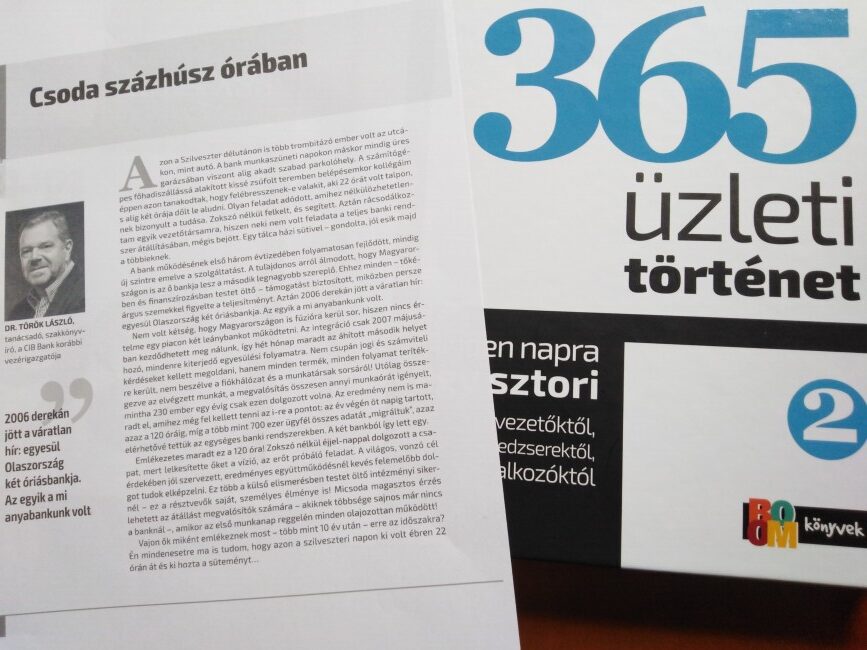 Csoda százhúsz órában
Azon a Szilveszter délutánon is több trombitázó ember volt az utcá-
kon, mint autó. A bank munkaszüneti napokon máskor mindig üres
garázsában viszont alig akadt szabad parkolóhely. A számítógé-
pes főhadiszállássá alakított kissé zsúfolt teremben belépésemkor kollégáim
éppen azon tanakodtak, hogy felébresszenek-e valakit, aki 22 órát volt talpon,
s alig két órája dőlt le aludni. Olyan feladat adódott, amihez nélkülözhetetlen-
nek bizonyult a tudása. Zokszó nélkül felkelt, és segített. Aztán rácsodálkoz-
tam egyik vezetőtársamra, hiszen neki nem volt feladata a teljes banki rend-
szer átállításában, mégis bejött. Egy tálca házi sütivel – gondolta, jól esik majd
a többieknek.
A bank működésének első három évtizedében folyamatosan fejlődött, mindig
új szintre emelve a szolgáltatást. A tulajdonos arról álmodott, hogy Magyaror-
szágon is az ő bankja lesz a második legnagyobb szereplő. Ehhez minden – tőké-
ben és finanszírozásban testet öltő – támogatást biztosított, miközben persze
árgus szemekkel figyelte a teljesítményt. Aztán 2006 derekán jött a váratlan hír:
egyesül Olaszország két óriásbankja. Az egyik a mi anyabankunk volt.
Nem volt kétség, hogy Magyarországon is fúzióra kerül sor, hiszen nincs ér-
telme egy piacon két leánybankot működtetni. Az integráció csak 2007 májusá-
ban kezdődhetett meg nálunk, így hét hónap maradt az áhított második helyet
hozó, mindenre kiterjedő egyesülési folyamatra. Nem csupán jogi és számviteli
kérdéseket kellett megoldani, hanem minden termék, minden folyamat teríték-
re került, nem beszélve a fiókhálózat és a munkatársak sorsáról! Utólag össze-
gezve az elvégzett munkát, a megvalósítás összesen annyi munkaórát igényelt,
mintha 230 ember egy évig csak ezen dolgozott volna. Az eredmény nem is ma-
radt el, amihez még fel kellett tenni az i-re a pontot: az év végén öt napig tartott,
azaz a 120 óráig, míg a több mint 700 ezer ügyfél összes adatát „migráltuk”, azaz
elérhetővé tettük az egységes banki rendszerekben. A két bankból így lett egy.
Emlékezetes maradt ez a 120 óra! Zokszó nélkül éjjel-nappal dolgozott a csa-
pat, mert lelkesítette őket a vízió, az erőt próbáló feladat. A világos, vonzó cél
érdekében jól szervezett, eredményes együttműködésnél kevés felemelőbb dol-
got tudok elképzelni. Ez több a külső elismerésben testet öltő intézményi siker-
nél – ez a résztvevők saját, személyes élménye is! Micsoda magasztos érzés
lehetett az átállást megvalósítók számára – akiknek többsége sajnos már nincs
a banknál –, amikor az első munkanap reggelén minden olajozottan működött!
Vajon ők miként emlékeznek most – több mint 10 év után – erre az időszakra?
Én mindenesetre ma is tudom, hogy azon a szilveszteri napon ki volt ébren 22
órán át és ki hozta a süteményt...
DR. TÖRÖK LÁSZLÓ,
tanácsadó, szakkönyv-
író, a CIB Bank korábbi
vezérigazgatója
”
2006 derekán
jött a váratlan
hír: egyesül
Olaszország
két óriásbankja.
Az egyik a mi
anyabankunk volt
365
üzleti
történet
en napra
sztori
vezetőktől,
edzserektől,
alkozóktól
2
BOOM
könyvek